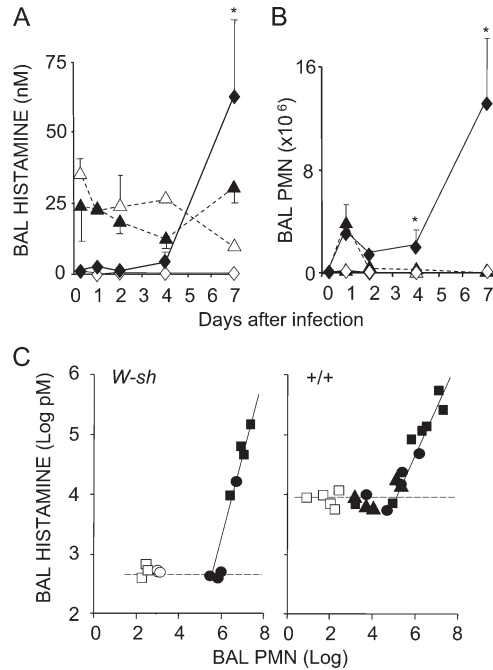 A
B
*
*
*
BAL HISTAMINE (nM)
75
50
25
0
0 1 2 3 4 5 6 7
BAL PMN (x10⁶)
16
8
0
0 1 2 3 4 5 6 7
Days after infection
C
W-sh
+/+
BAL HISTAMINE (Log pM)
6
5
4
3
2
0 2 4 6 8
0 2 4 6 8
BAL PMN (Log)